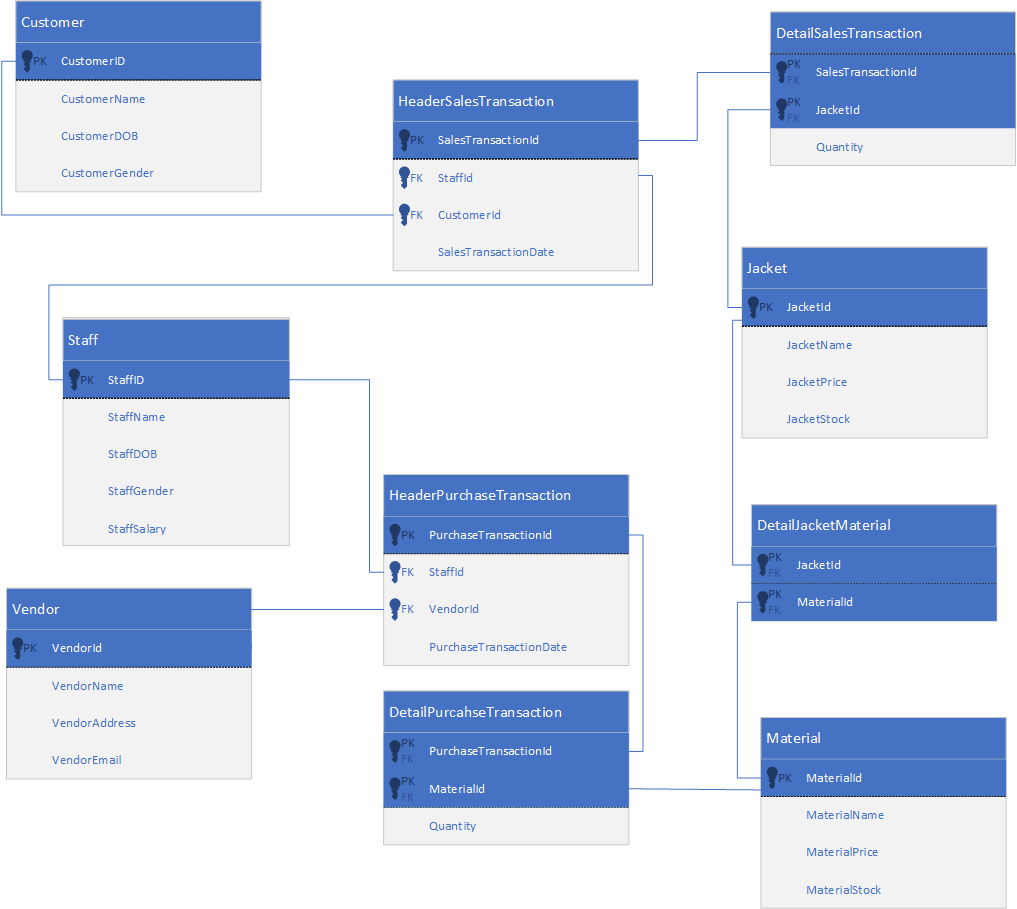 Customer
PK CustomerID
CustomerName
CustomerDOB
CustomerGender
HeaderSalesTransaction
PK SalesTransactionId
FK StaffId
FK CustomerId
SalesTransactionDate
DetailSalesTransaction
PK
FK SalesTransactionId
PK
FK JacketId
Quantity
Jacket
PK JacketId
JacketName
JacketPrice
JacketStock
Staff
PK StaffID
StaffName
StaffDOB
StaffGender
StaffSalary
HeaderPurchaseTransaction
PK PurchaseTransactionId
FK StaffId
FK VendorId
PurchaseTransactionDate
DetailJacketMaterial
PK
FK JacketId
PK
FK MaterialId
Vendor
PK VendorId
VendorName
VendorAddress
VendorEmail
DetailPurcahseTransaction
PK
FK PurchaseTransactionId
PK
FK MaterialId
Quantity
Material
PK MaterialId
MaterialName
MaterialPrice
MaterialStock